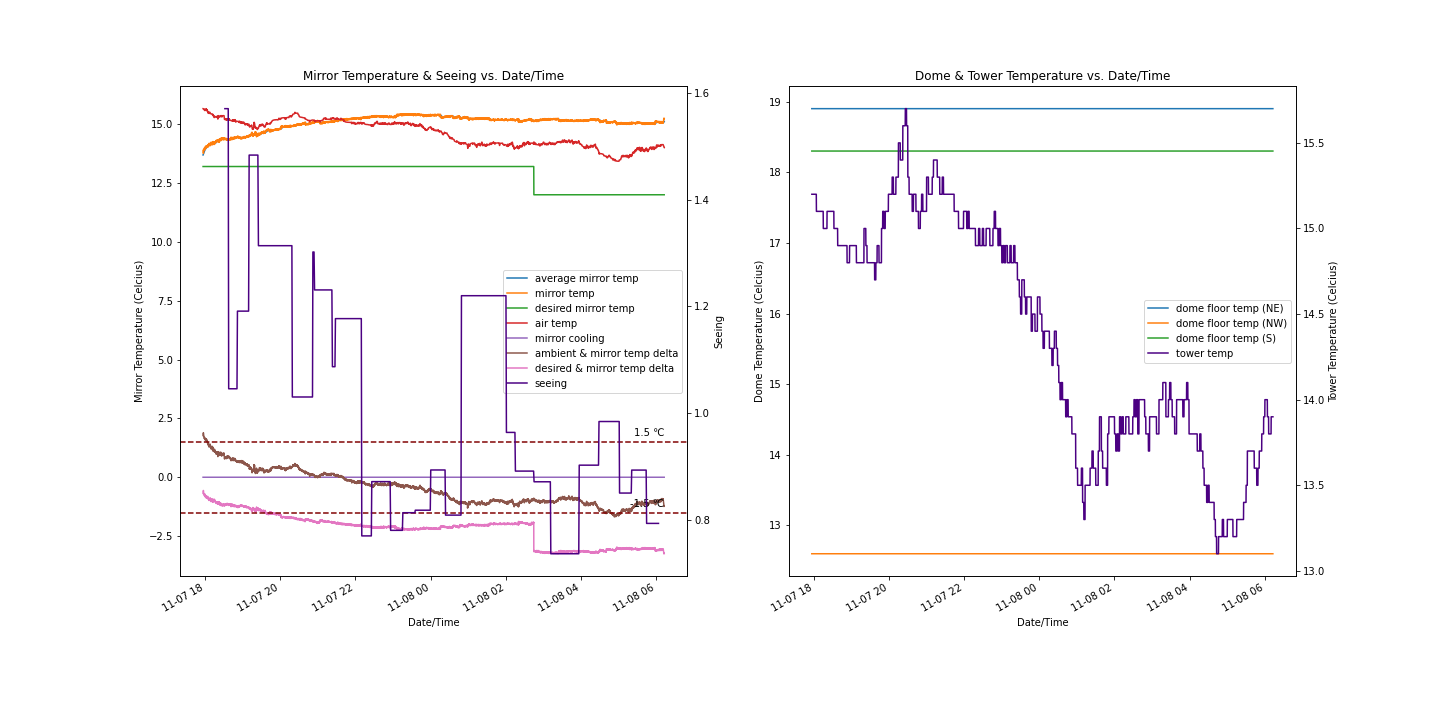 Mirror Temperature & Seeing vs. Date/Time
Mirror Temperature (Celcius)
15.0
12.5
10.0
7.5
5.0
2.5
0.0
−2.5
1.6
1.4
1.2
1.0
0.8
Seeing
average mirror temp
mirror temp
desired mirror temp
air temp
mirror cooling
ambient & mirror temp delta
desired & mirror temp delta
seeing
1.5 °C
-1.5 °C
11-07 18
11-07 20
11-07 22
11-08 00
11-08 02
11-08 04
11-08 06
Date/Time
Dome & Tower Temperature vs. Date/Time
Dome Temperature (Celcius)
19
18
17
16
15
14
13
15.5
15.0
14.5
14.0
13.5
13.0
Tower Temperature (Celcius)
dome floor temp (NE)
dome floor temp (NW)
dome floor temp (S)
tower temp
11-07 18
11-07 20
11-07 22
11-08 00
11-08 02
11-08 04
11-08 06
Date/Time